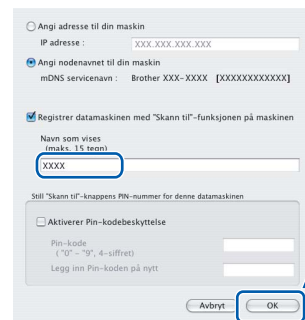 Angi adresse til din maskin
IP adresse : XXX.XXX.XXX.XXX
Angi nodenavnet til din maskin
mDNS servicenavn : Brother XXX-XXXX [XXXXXXXXXXXX]
Registrer datamaskinen med "Skann til"-funksjonen på maskinen
Navn som vises
(maks. 15 tegn)
XXXX
Still "Skann til"-knappens PIN-nummer for denne datamaskinen
Aktiverer Pin-kodebeskyttelse
Pin-kode
( "0" - "9", 4-siffret)
Legg inn Pin-koden på nytt
Avbryt OK